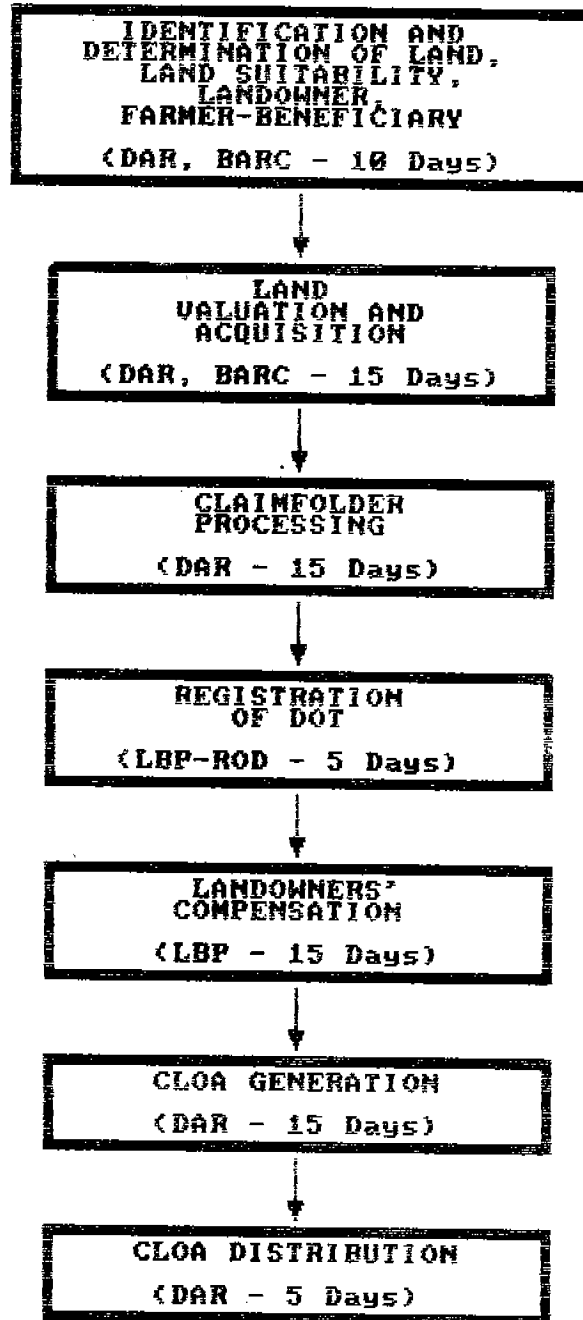 IDENTIFICATION AND
DETERMINATION OF LAND,
LAND SUITABILITY,
LANDOWNER,
FARMER-BENEFICIARY
(DAR, BARC - 10 Days)
LAND
VALUATION AND
ACQUISITION
(DAR, BARC - 15 Days)
CLAIMFOLDER
PROCESSING
(DAR - 15 Days)
REGISTRATION
OF DOT
(LBP-ROD - 5 Days)
LANDOWNERS'
COMPENSATION
(LBP - 15 Days)
CLOA GENERATION
(DAR - 15 Days)
CLOA DISTRIBUTION
(DAR - 5 Days)